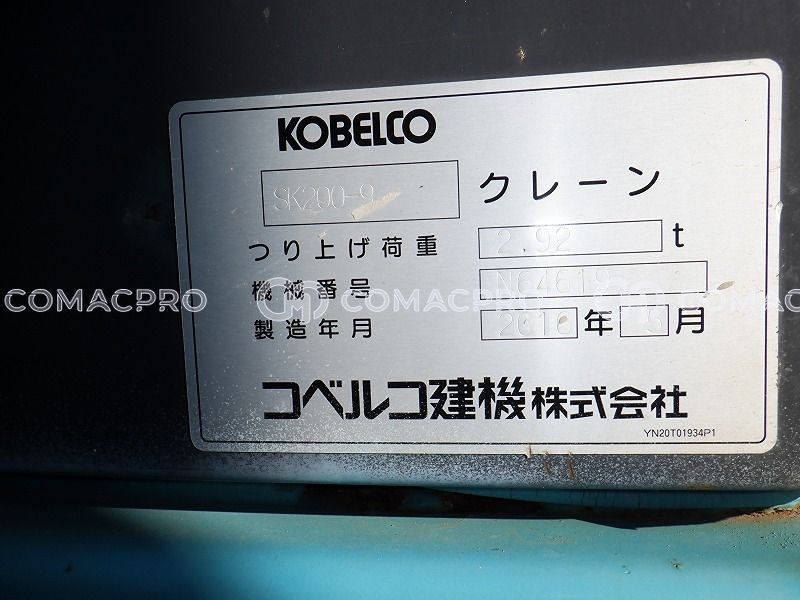 KOBELCO
SK200-9 クレーン
つり上げ荷重 2.92 t
機械番号
製造年月 年 5 月
コベルコ建機株式会社
YN20T01934P1
COMACPRO COMACPRO COMACPRO